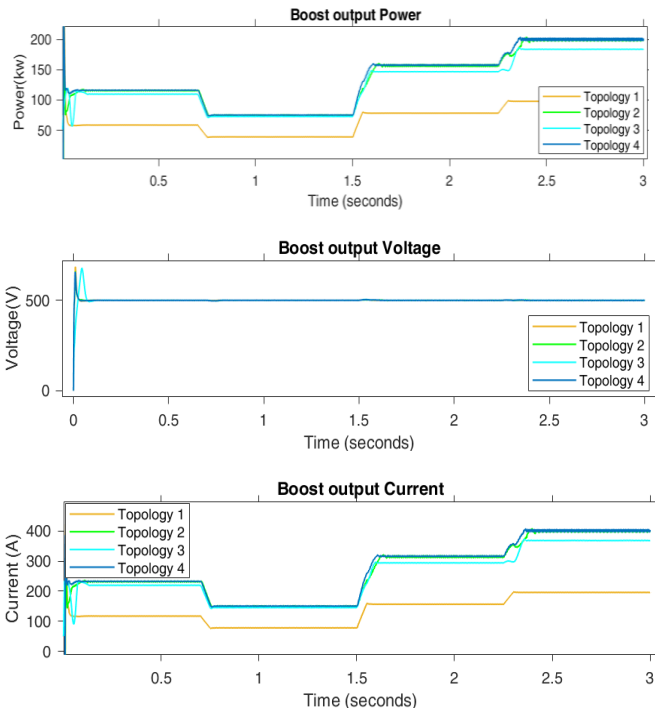 Boost output Power
Power(kw)
200
150
100
50
Topology 1
Topology 2
Topology 3
Topology 4
0.5 1 1.5 2 2.5 3
Time (seconds)
Boost output Voltage
Voltage(V)
500
0
Topology 1
Topology 2
Topology 3
Topology 4
0 0.5 1 1.5 2 2.5 3
Time (seconds)
Boost output Current
Current (A)
400
300
200
100
0
Topology 1
Topology 2
Topology 3
Topology 4
0.5 1 1.5 2 2.5 3
Time (seconds)